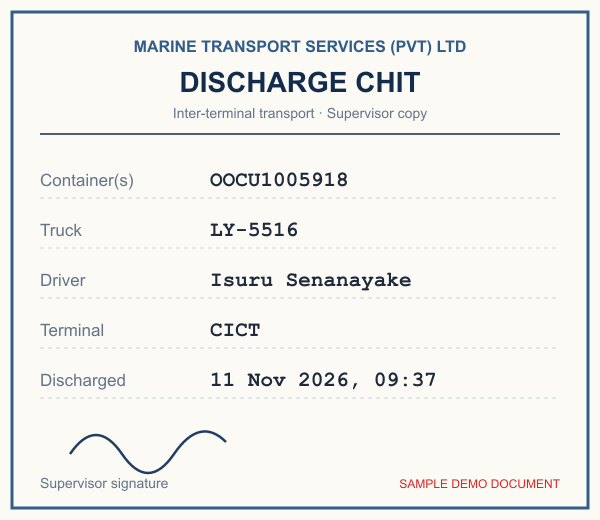 MARINE TRANSPORT SERVICES (PVT) LTD
DISCHARGE CHIT
Inter-terminal transport · Supervisor copy
Container(s) OOCU1005918
Truck LY-5516
Driver Isuru Senanayake
Terminal CICT
Discharged 11 Nov 2026, 09:37
Supervisor signature SAMPLE DEMO DOCUMENT